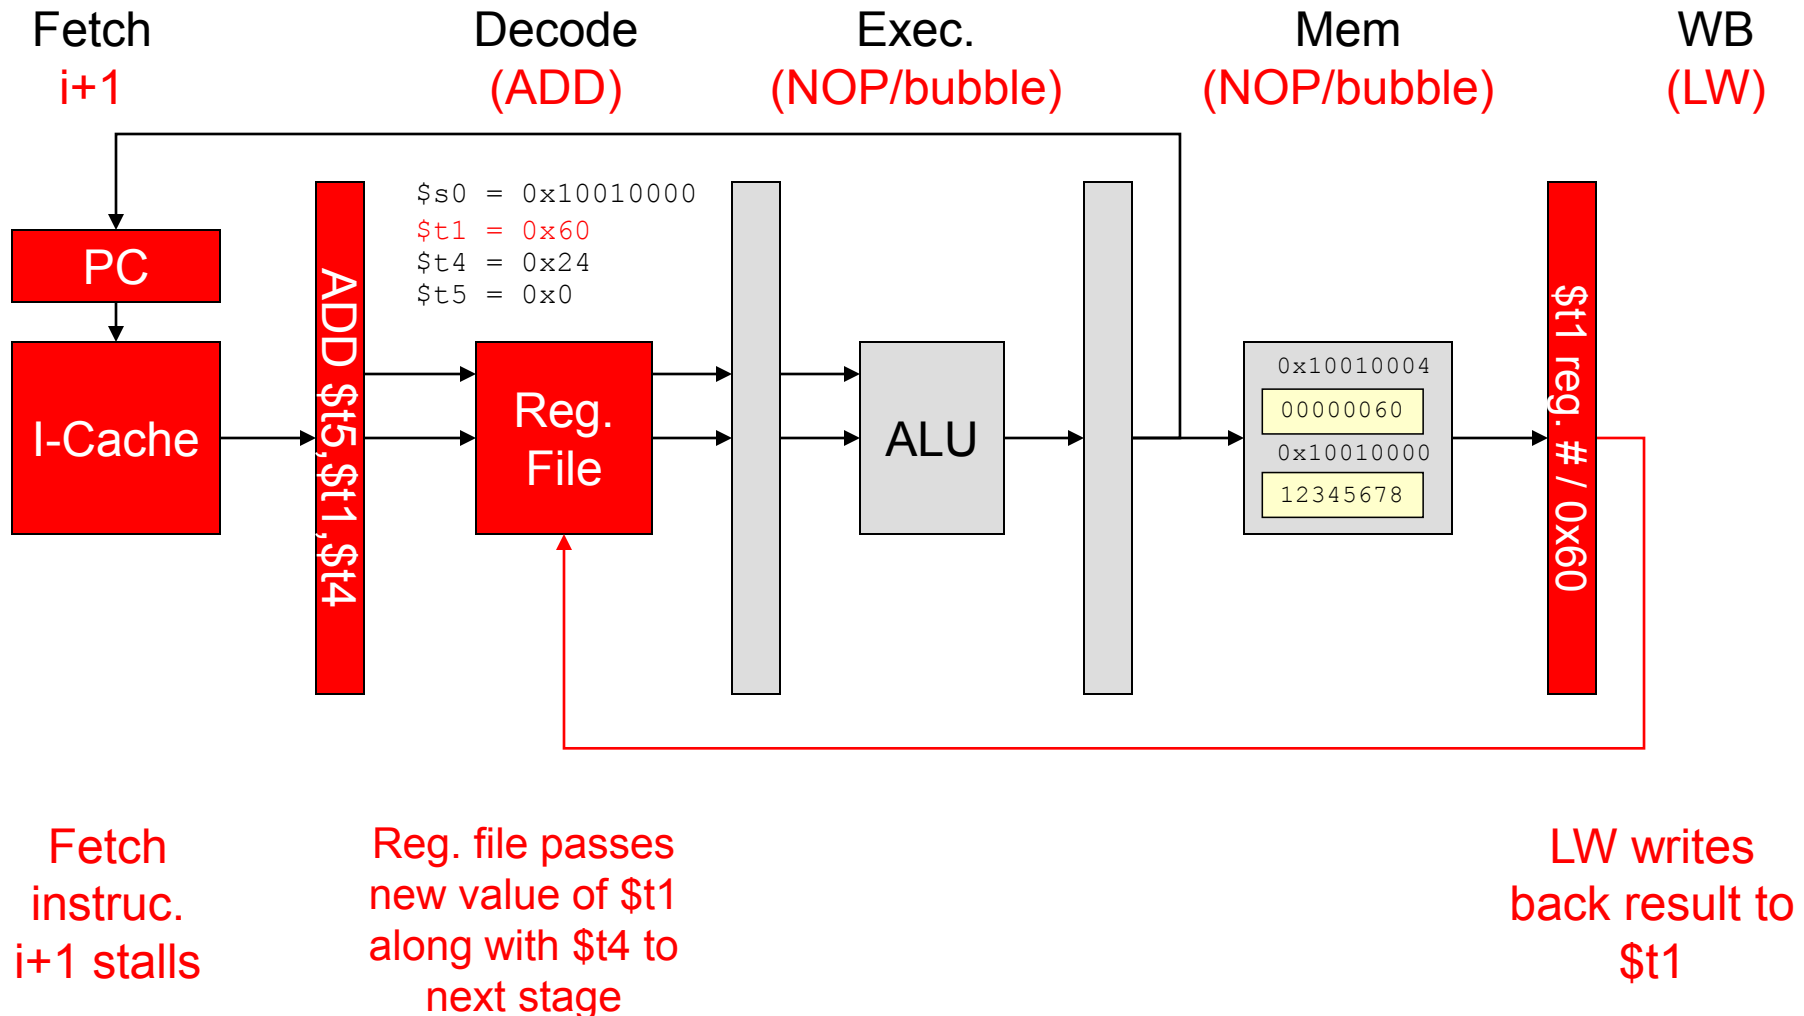 Fetch
i+1
Decode
(ADD)
Exec.
(NOP/bubble)
Mem
(NOP/bubble)
WB
(LW)
$s0 = 0x10010000
$t1 = 0x60
$t4 = 0x24
$t5 = 0x0
PC
I-Cache
ADD $t5,$t1,$t4
Reg.
File
ALU
0x10010004
00000060
0x10010000
12345678
$t1 reg. # / 0x60
Fetch
instruc.
i+1 stalls
Reg. file passes
new value of $t1
along with $t4 to
next stage
LW writes
back result to
$t1